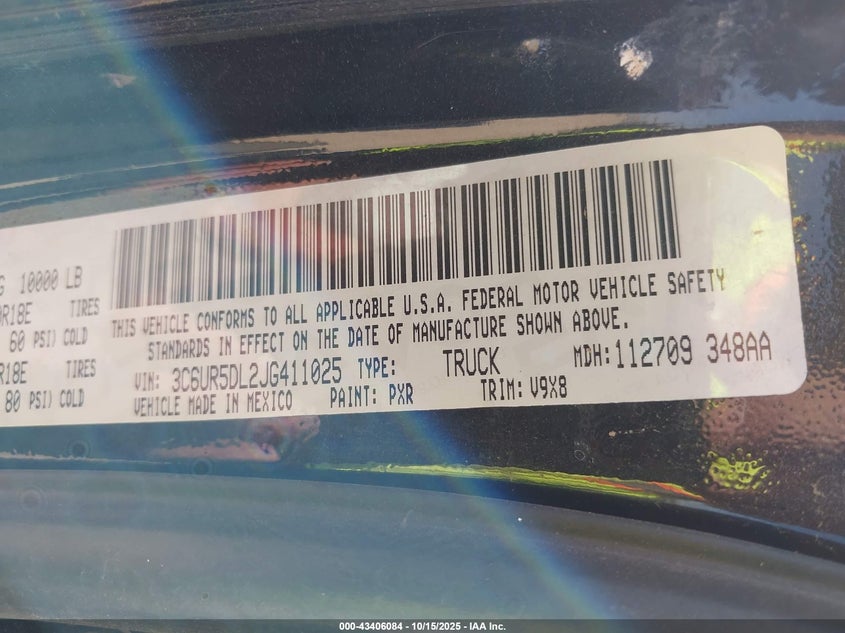 G 10000 LB
R18E TIRES
60 PSI) COLD
R18E TIRES
80 PSI) COLD
THIS VEHICLE CONFORMS TO ALL APPLICABLE U.S.A. FEDERAL MOTOR VEHICLE SAFETY
STANDARDS IN EFFECT ON THE DATE OF MANUFACTURE SHOWN ABOVE.
VIN: 3C6UR5DL2JG411025 TYPE: TRUCK MDH: 112709 348AA
VEHICLE MADE IN MEXICO PAINT: PXR TRIM: V9X8
000-43406084 - 10/15/2025 - IAA Inc.